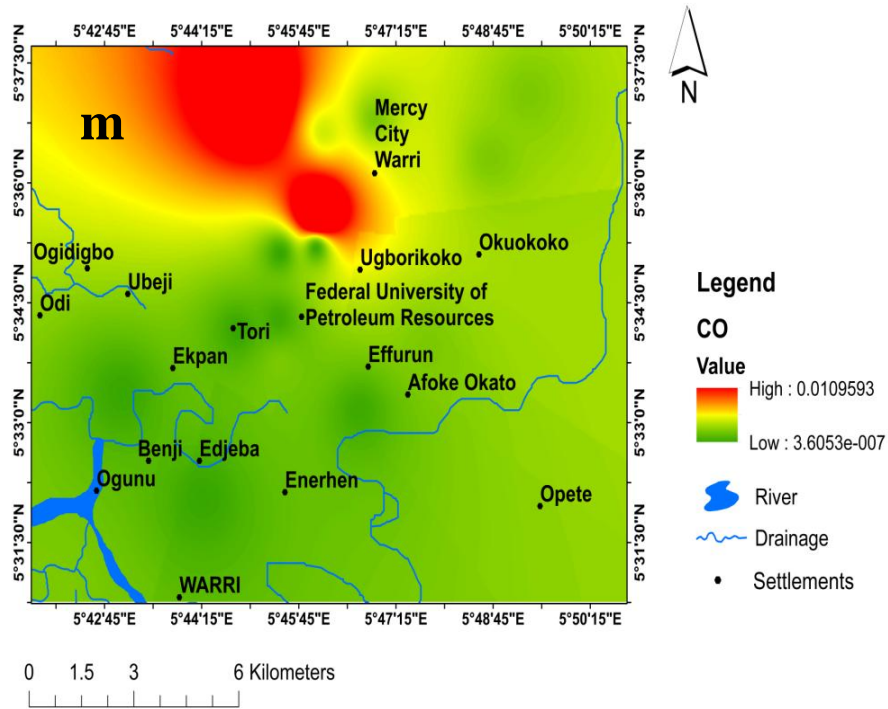 5°42'45"E 5°44'15"E 5°45'45"E 5°47'15"E 5°48'45"E 5°50'15"E
5°37'30"N 5°37'30"N
N
m
Mercy
City
Warri
5°36'0"N 5°36'0"N
Ogidigbo
Okuokoko
Ugborikoko
Ubeji
Odi
5°34'30"N 5°34'30"N
Federal University of
Petroleum Resources
Tori
Ekpan
Effurun
Afoke Okato
5°33'0"N 5°33'0"N
Benji Edjeba
Ogunu
Enerhen
Opete
5°31'30"N 5°31'30"N
WARRI
5°42'45"E 5°44'15"E 5°45'45"E 5°47'15"E 5°48'45"E 5°50'15"E
Legend
CO
Value
High : 0.0109593
Low : 3.6053e-007
River
Drainage
Settlements
0 1.5 3 6 Kilometers